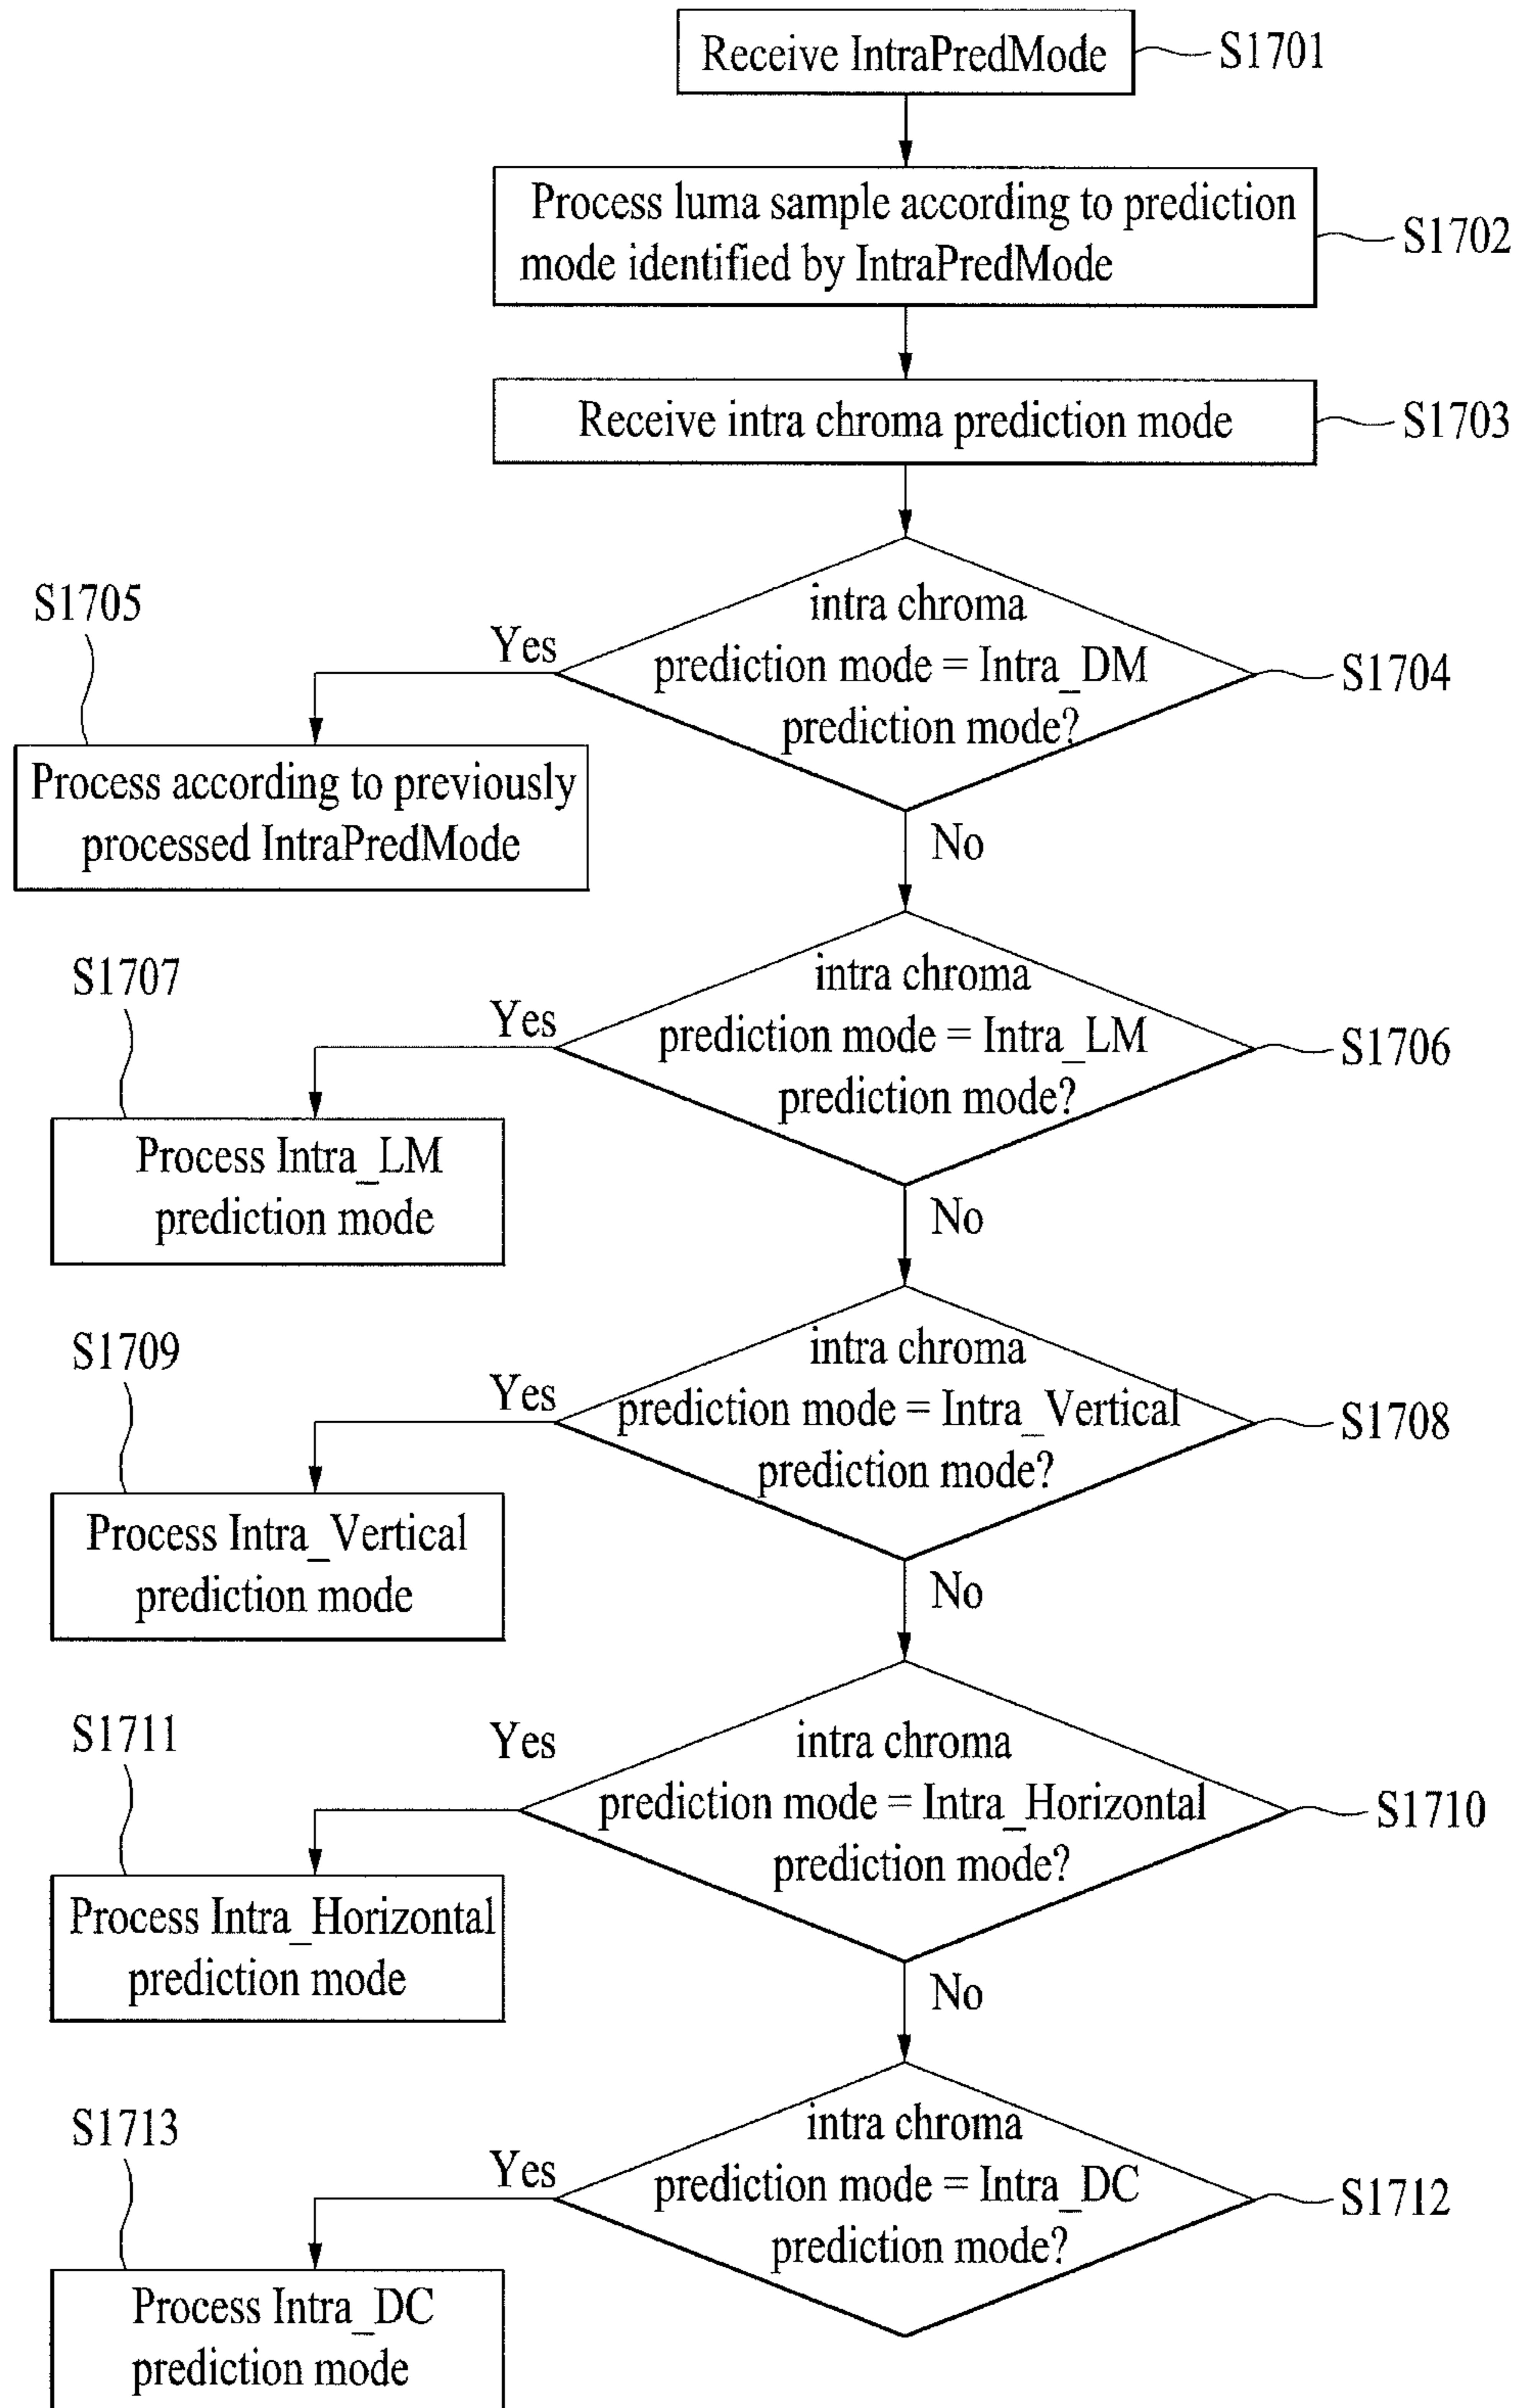 Receive IntraPredMode
S1701
Process luma sample according to prediction
mode identified by IntraPredMode
S1702
Receive intra chroma prediction mode
S1703
intra chroma
prediction mode = Intra_DM
prediction mode?
S1704
Yes
S1705
Process according to previously
processed IntraPredMode
No
intra chroma
prediction mode = Intra_LM
prediction mode?
S1706
Yes
S1707
Process Intra_LM
prediction mode
No
intra chroma
prediction mode = Intra_Vertical
prediction mode?
S1708
Yes
S1709
Process Intra_Vertical
prediction mode
No
intra chroma
prediction mode = Intra_Horizontal
prediction mode?
S1710
Yes
S1711
Process Intra_Horizontal
prediction mode
No
intra chroma
prediction mode = Intra_DC
prediction mode?
S1712
Yes
S1713
Process Intra_DC
prediction mode